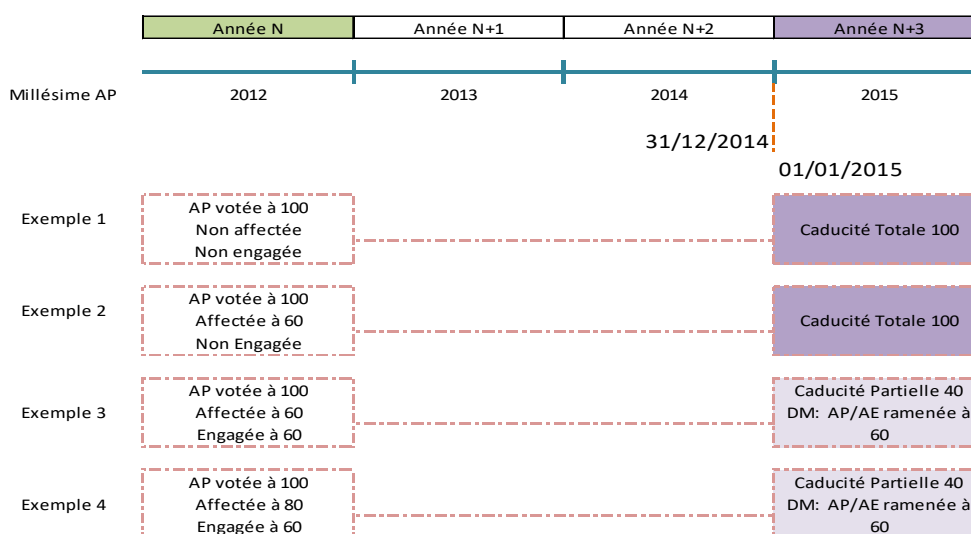 Année N Année N+1 Année N+2 Année N+3
Millésime AP 2012 2013 2014 2015
31/12/2014
01/01/2015
Exemple 1
AP votée à 100
Non affectée
Non engagée
Caducité Totale 100
Exemple 2
AP votée à 100
Affectée à 60
Non Engagée
Caducité Totale 100
Exemple 3
AP votée à 100
Affectée à 60
Engagée à 60
Caducité Partielle 40
DM: AP/AE ramenée à
60
Exemple 4
AP votée à 100
Affectée à 80
Engagée à 60
Caducité Partielle 40
DM: AP/AE ramenée à
60